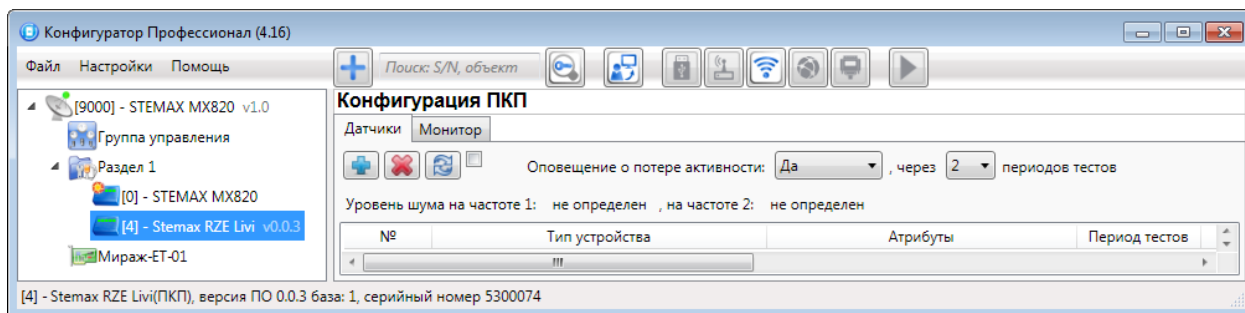 Конфигуратор Профессионал (4.16)
Файл Настройки Помощь Поиск: S/N, объект
[9000] - STEMAX MX820 v1.0
Группа управления
Раздел 1
[0] - STEMAX MX820
[4] - Stemax RZE Livi v0.0.3
Мираж-ET-01
Конфигурация ПКП
Датчики Монитор
Оповещение о потере активности: Да , через 2 периодов тестов
Уровень шума на частоте 1: не определен , на частоте 2: не определен
№ Тип устройства Атрибуты Период тестов
[4] - Stemax RZE Livi(ПКП), версия ПО 0.0.3 база: 1, серийный номер 5300074